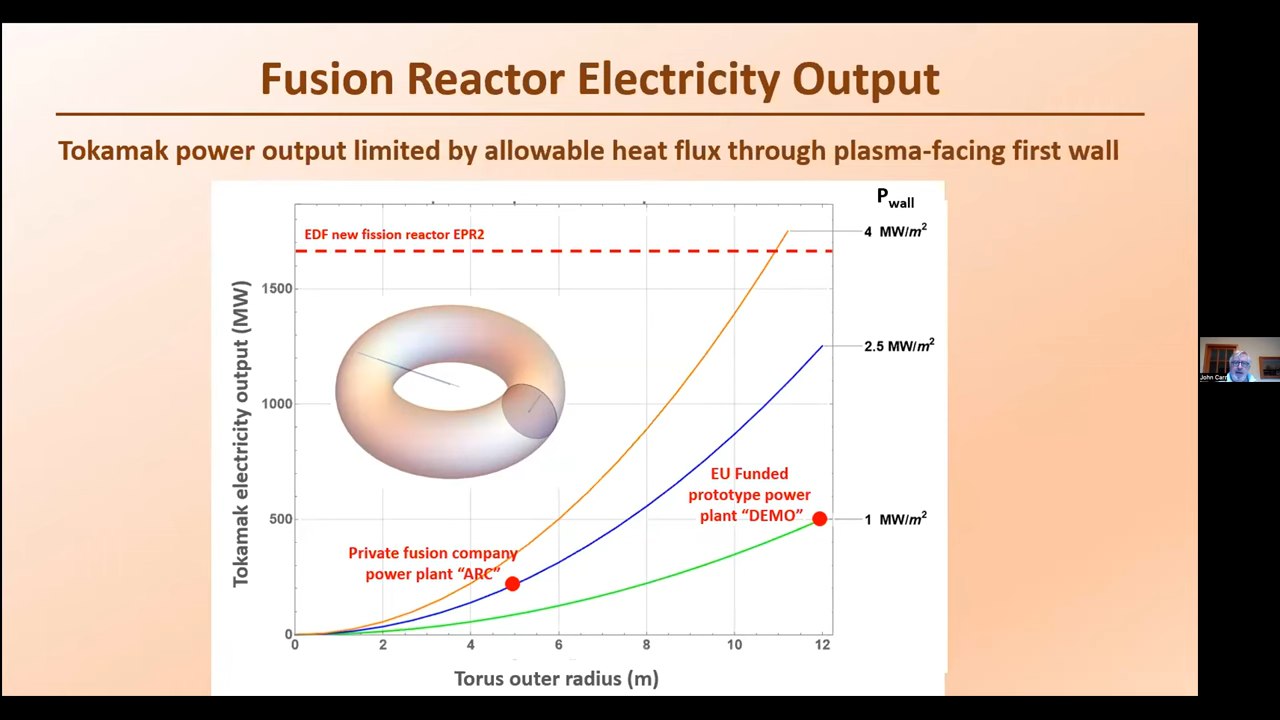 Fusion Reactor Electricity Output
Tokamak power output limited by allowable heat flux through plasma-facing first wall
P_wall
EDF new fission reactor EPR2
4 MW/m²
1500
2.5 MW/m²
Tokamak electricity output (MW)
1000
EU Funded
prototype power
plant “DEMO”
500
1 MW/m²
Private fusion company
power plant “ARC”
0
0 2 4 6 8 10 12
Torus outer radius (m)